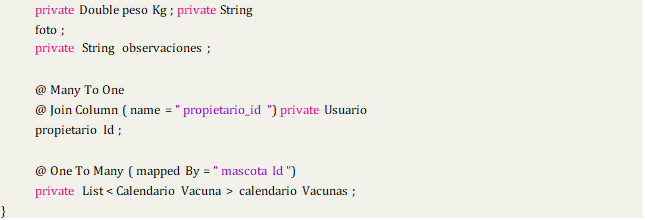 private Double peso Kg ; private String
foto ;
private String observaciones ;
@ Many To One
@ Join Column ( name = " propietario_id ") private Usuario
propietario Id ;
@ One To Many ( mapped By = " mascota Id ")
private List < Calendario Vacuna > calendario Vacunas ;
}